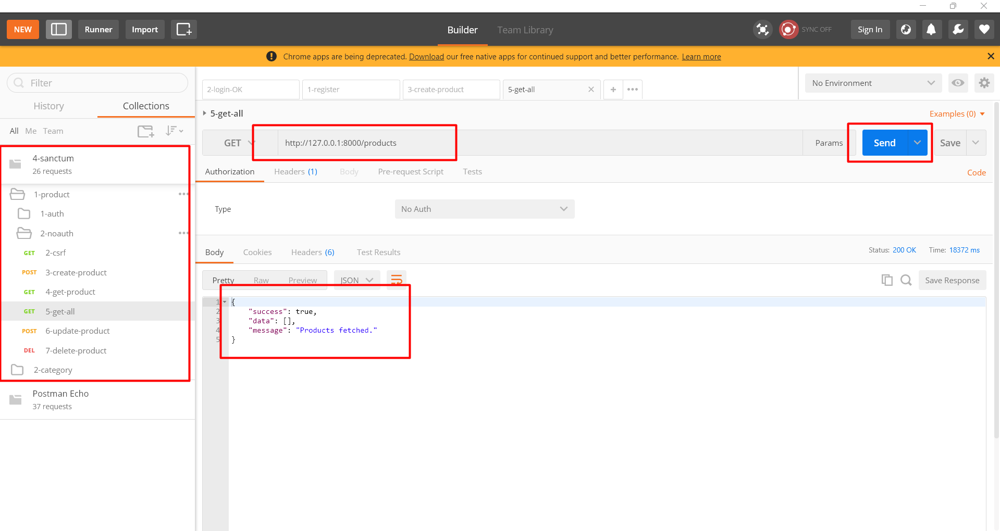 NEW Runner Import Builder Team Library SYNC OFF Sign In
Chrome apps are being deprecated. Download our free native apps for continued support and better performance. Learn more
Filter
History Collections
All Me Team
4-sanctum
26 requests
1-product
1-auth
2-noauth
GET 2-csrf
POST 3-create-product
GET 4-get-product
GET 5-get-all
POST 6-update-product
DEL 7-delete-product
2-category
Postman Echo
37 requests
2-login-OK 1-register 3-create-product 5-get-all
No Environment
5-get-all
Examples (0)
GET http://127.0.0.1:8000/products Params Send Save
Authorization Headers (1) Body Pre-request Script Tests Code
Type No Auth
Body Cookies Headers (6) Test Results Status: 200 OK Time: 18372 ms
Pretty Raw Preview JSON Save Response
1 {
2 "success": true,
3 "data": [],
4 "message": "Products fetched."
5 }